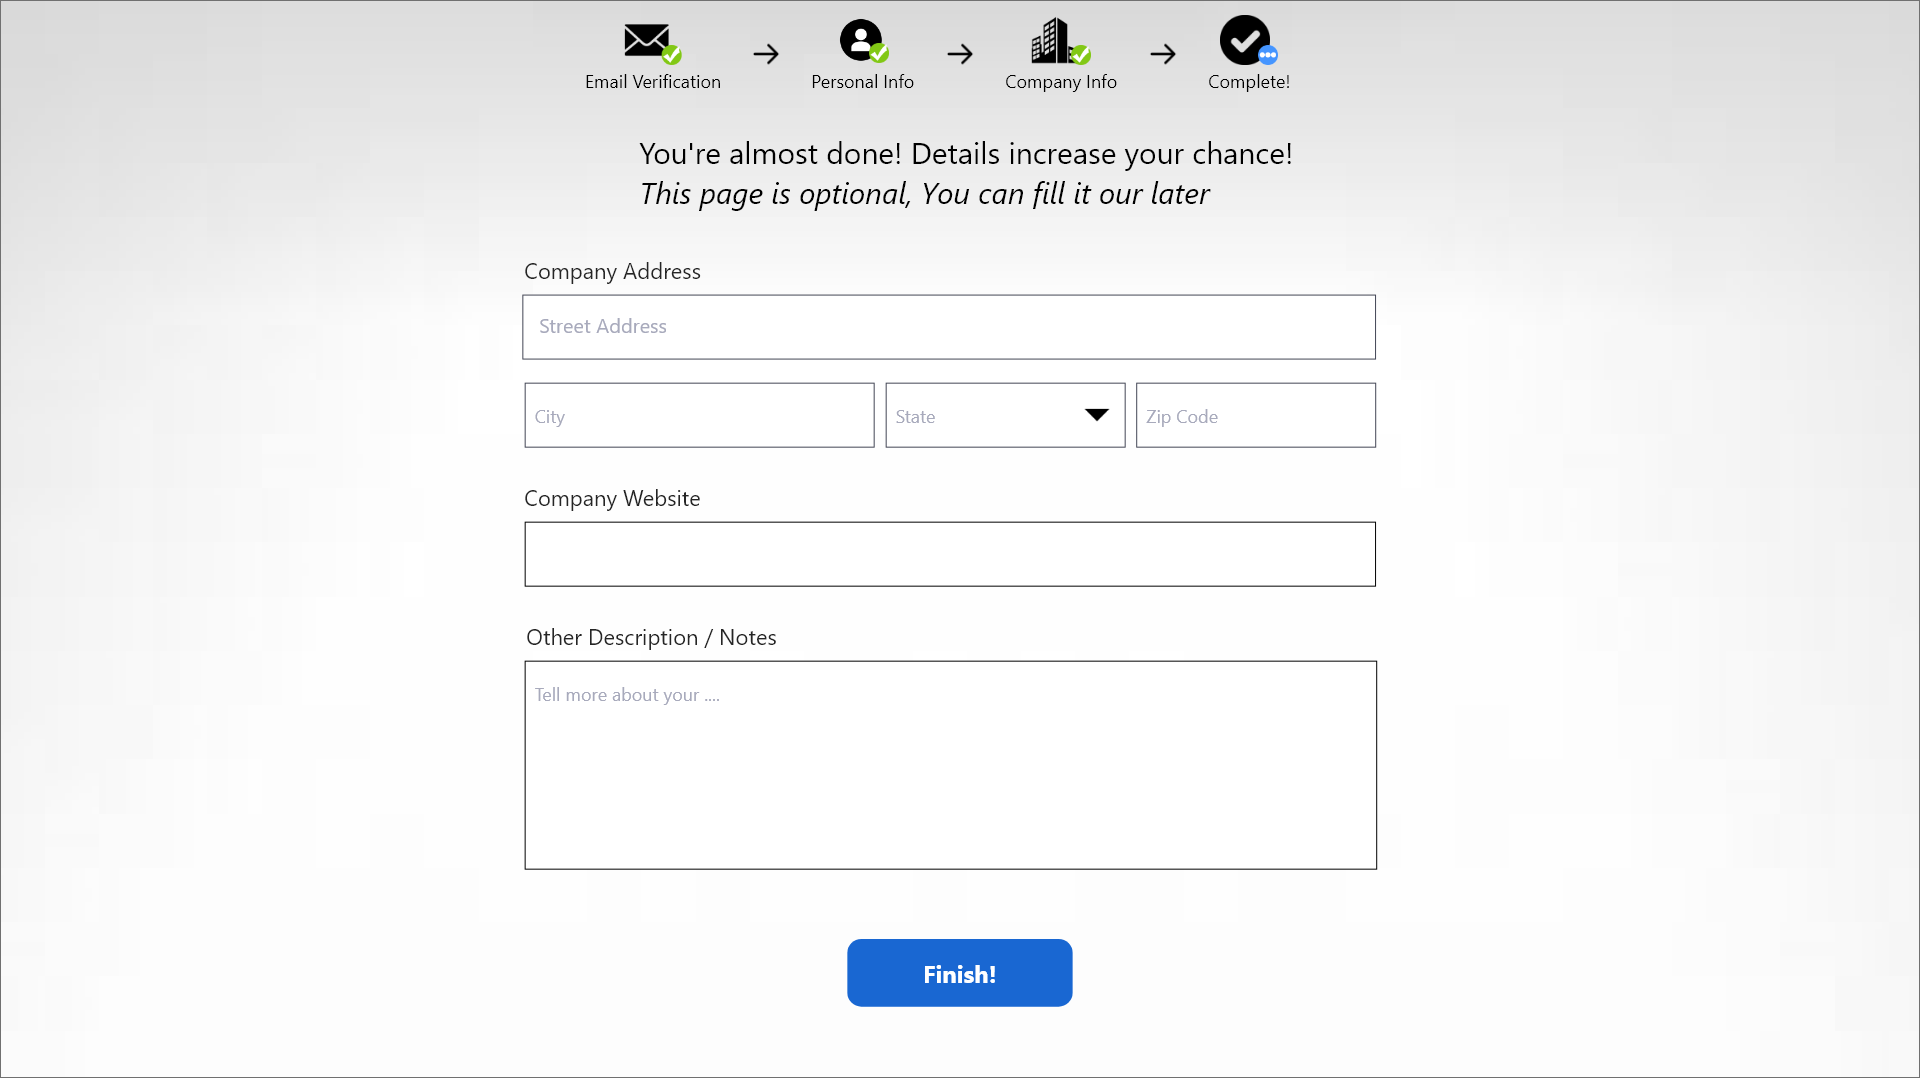 Email Verification
Personal Info
Company Info
Complete!
You're almost done! Details increase your chance!
This page is optional, You can fill it our later
Company Address
Street Address
City
State
Zip Code
Company Website
Other Description / Notes
Tell more about your ....
Finish!